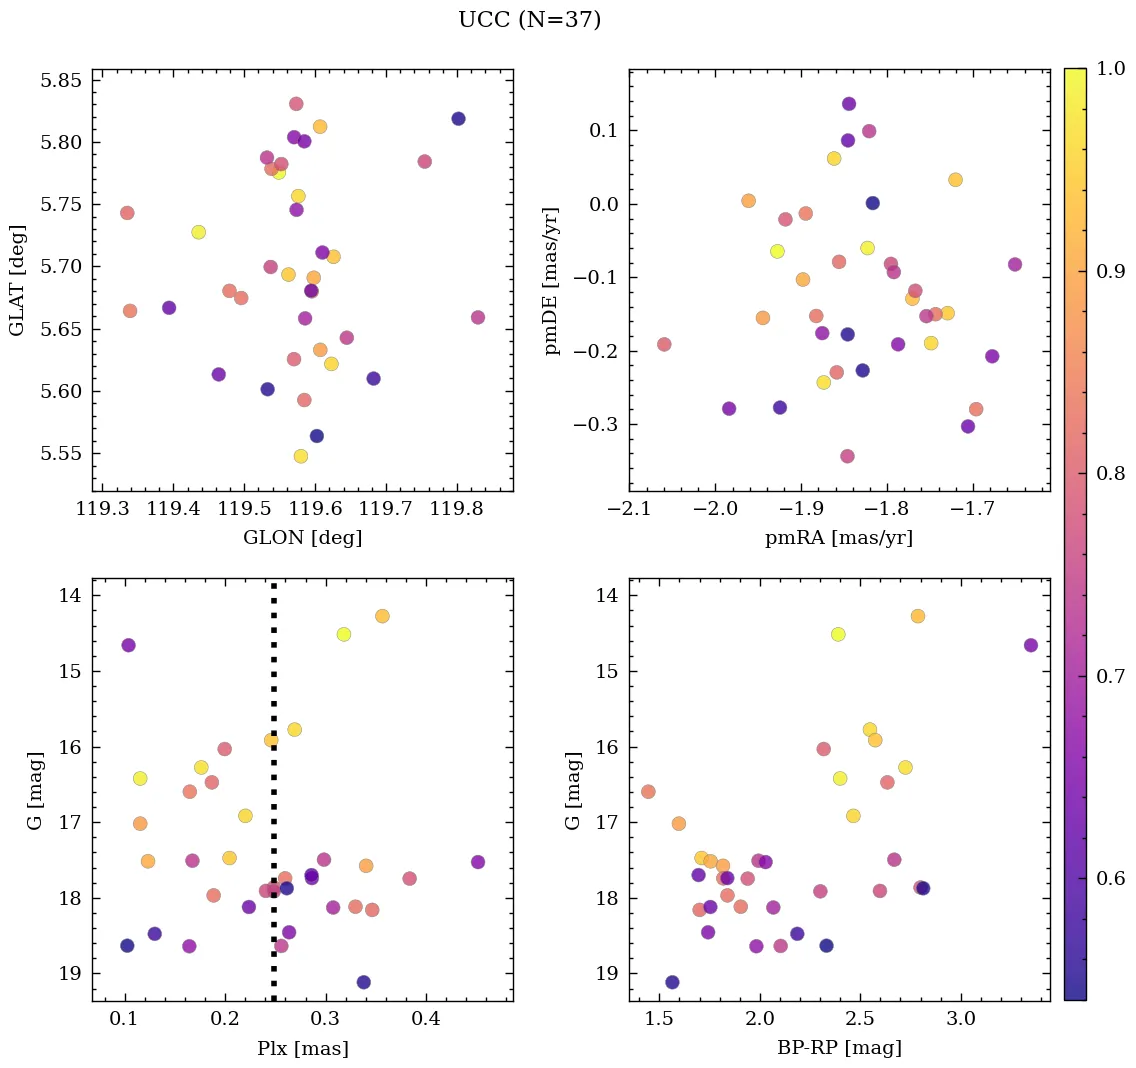 UCC (N=37)
5.85
5.80
5.75
5.70
5.65
5.60
5.55
GLAT [deg]
119.3 119.4 119.5 119.6 119.7 119.8
GLON [deg]
0.1
0.0
−0.1
−0.2
−0.3
pmDE [mas/yr]
−2.1 −2.0 −1.9 −1.8 −1.7
pmRA [mas/yr]
1.0
0.9
0.8
0.7
0.6
14
15
16
17
18
19
G [mag]
0.1 0.2 0.3 0.4
Plx [mas]
14
15
16
17
18
19
G [mag]
1.5 2.0 2.5 3.0
BP-RP [mag]